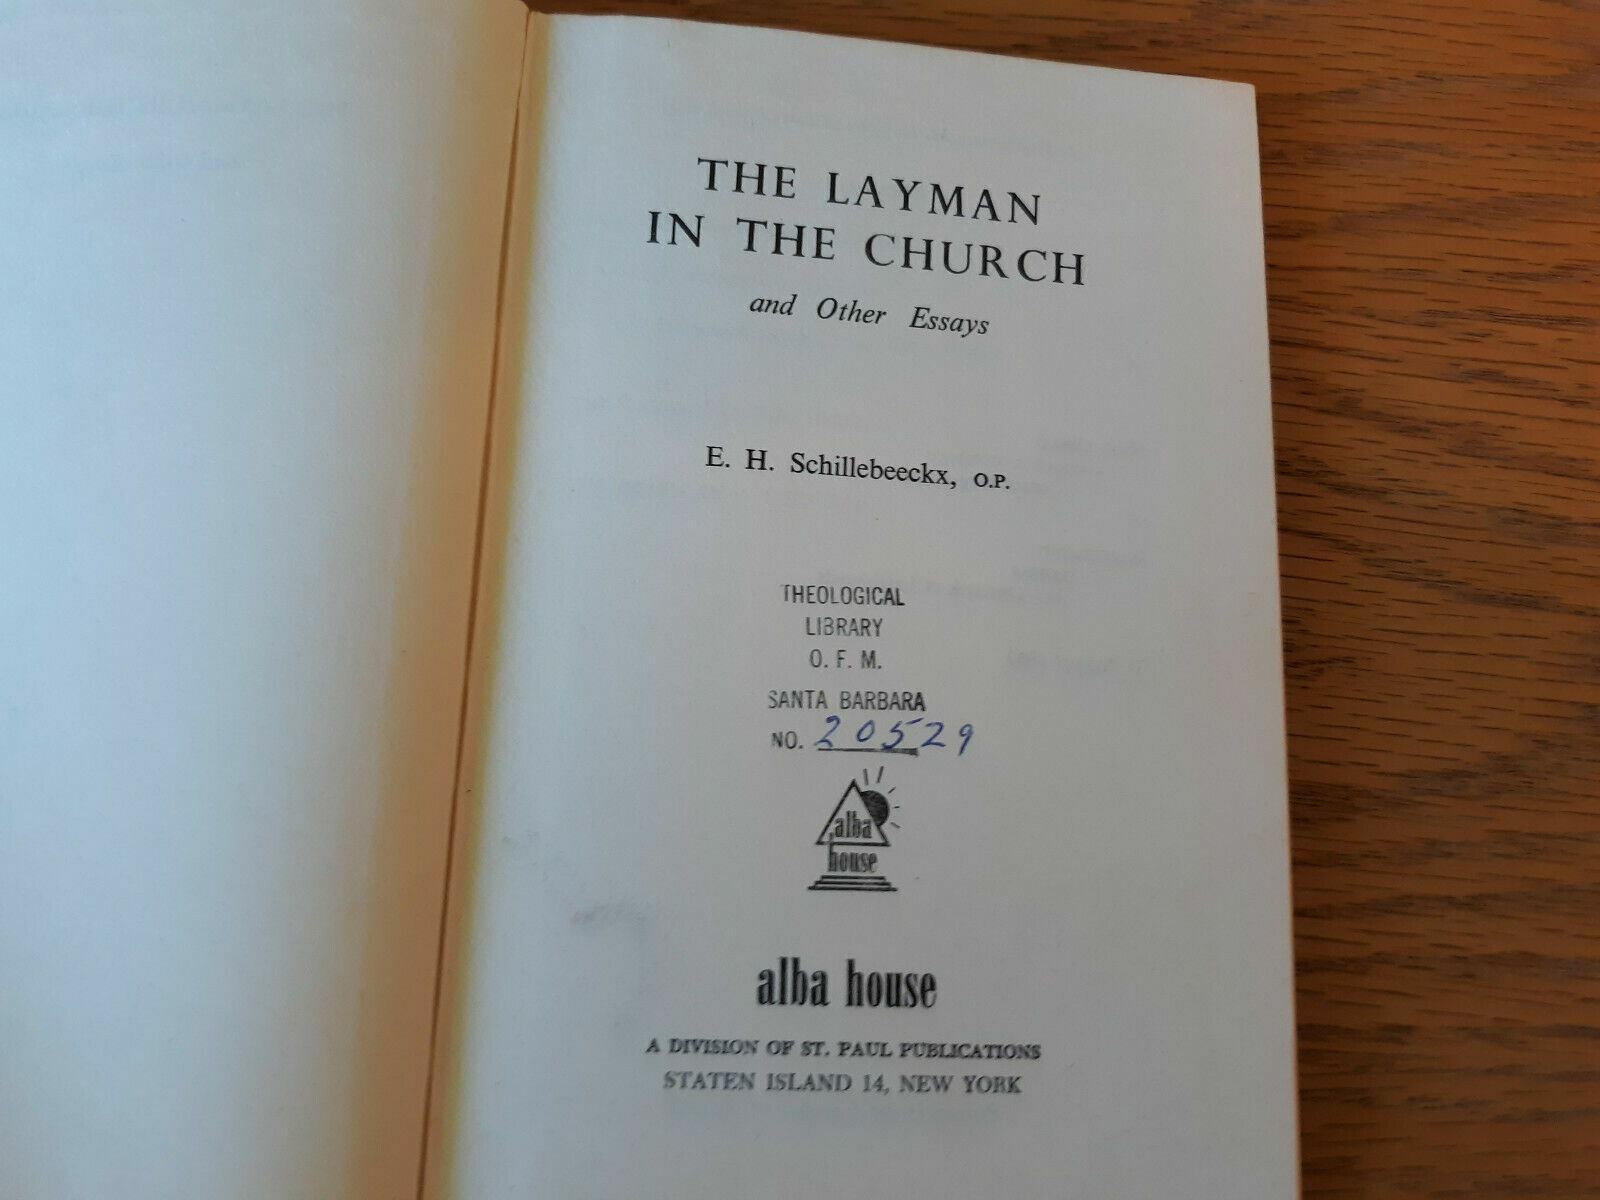 THE LAYMAN
IN THE CHURCH
and Other Essays
E. H. Schillebeeckx, O.P.
THEOLOGICAL
LIBRARY
O. F. M.
SANTA BARBARA
NO. 20529
alba
house
alba house
A DIVISION OF ST. PAUL PUBLICATIONS
STATEN ISLAND 14, NEW YORK